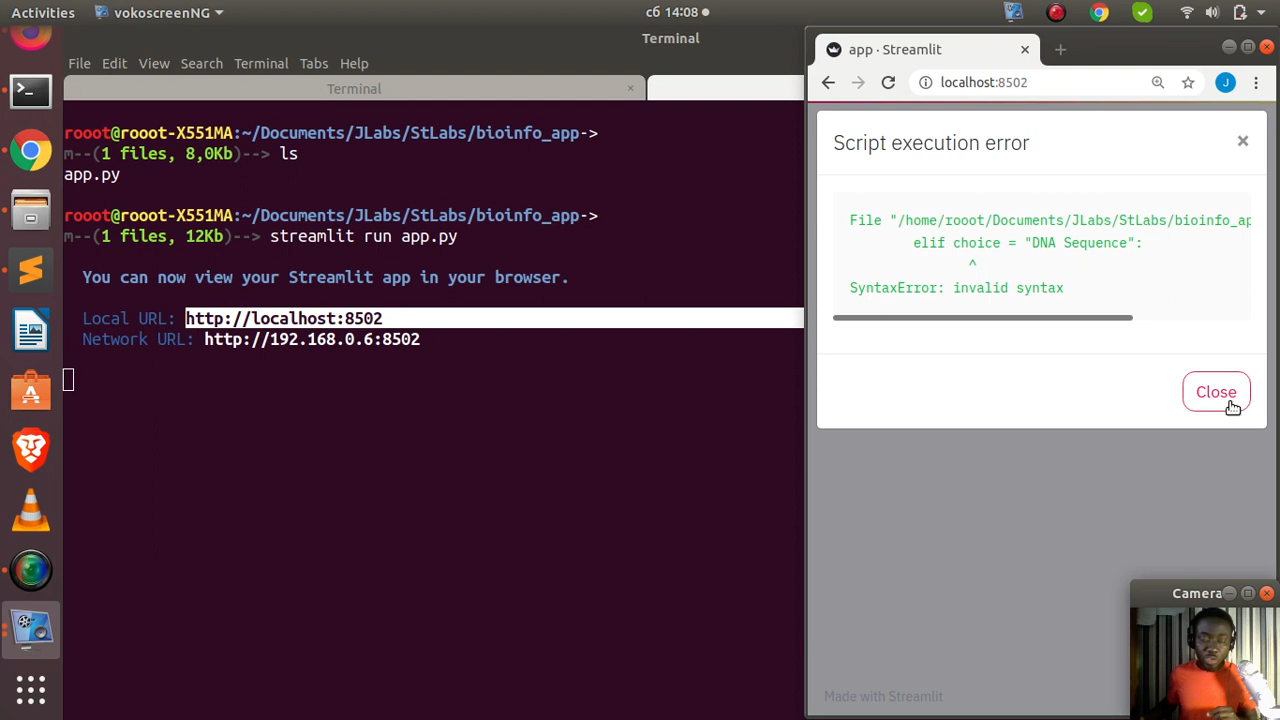 Activities
vokoscreenNG
сб 14:08
Terminal
File Edit View Search Terminal Tabs Help
Terminal
rooot@rooot-X551MA:~/Documents/JLabs/StLabs/bioinfo_app->
m--(1 files, 8,0Kb)--> ls
app.py
rooot@rooot-X551MA:~/Documents/JLabs/StLabs/bioinfo_app->
m--(1 files, 12Kb)--> streamlit run app.py
You can now view your Streamlit app in your browser.
Local URL: http://localhost:8502
Network URL: http://192.168.0.6:8502
app · Streamlit
localhost:8502
J
Script execution error
File "/home/rooot/Documents/JLabs/StLabs/bioinfo_ap
elif choice = "DNA Sequence":
^
SyntaxError: invalid syntax
Close
Made with Streamlit
Camera